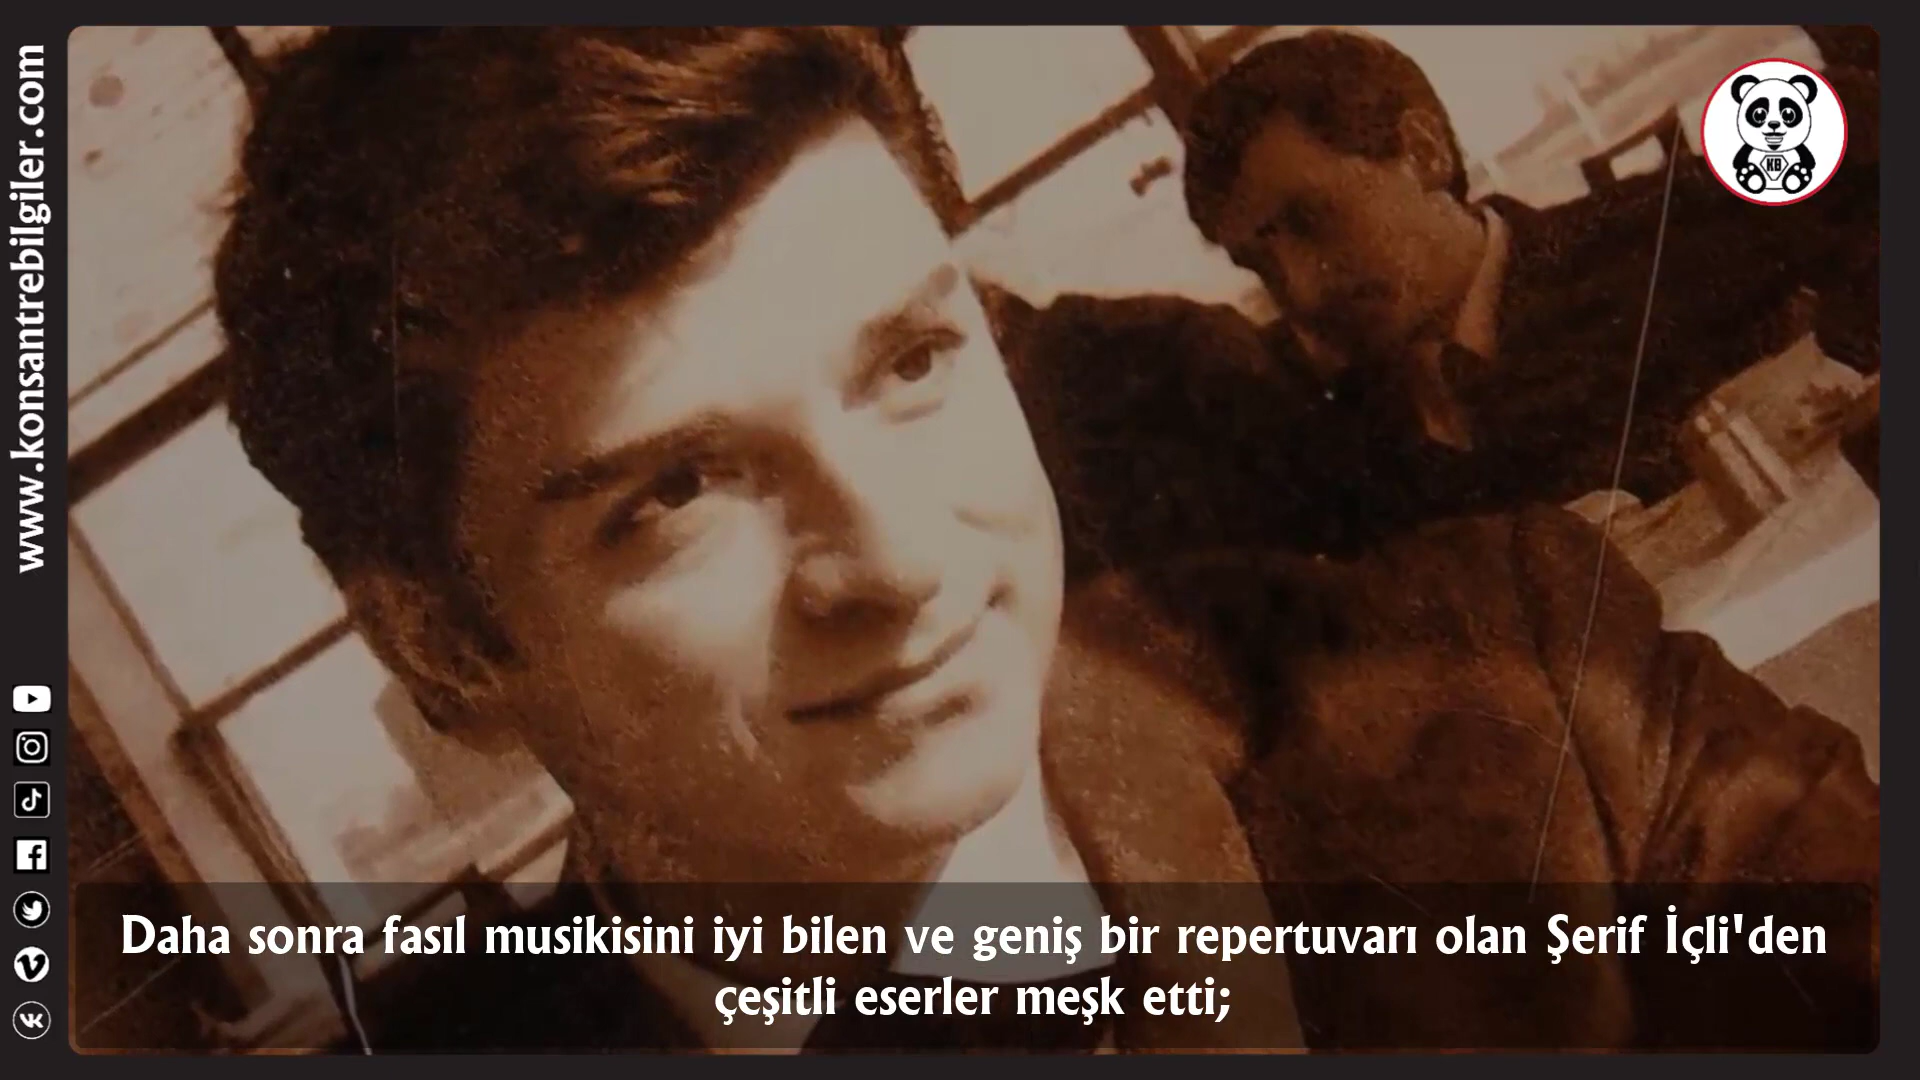 www.konsantrebilgiler.com
KB
Daha sonra fasıl musikisini iyi bilen ve geniş bir repertuvarı olan Şerif İçli'den
çeşitli eserler meşk etti;